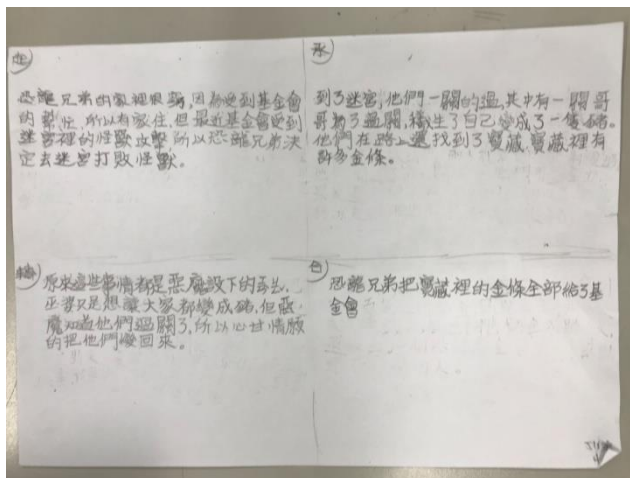 起
恐龍兄弟的家裡很窮,因為受到基金會
的幫忙,所以有家住,但最近基金會受到
迷宮裡的怪獸攻擊所以恐龍兄弟決
定去迷宮打敗怪獸。
承
到了迷宮,他們一關的過,其中有一關哥
哥為了過關,犧生了自己變成了一隻豬。
他們在路上還找到了寶藏,寶藏裡有
許多金條。
轉
原來這些事情都是惡魔設下的
巫婆只是想讓大家都變成豬,但惡
魔知道他們過關了,所以心甘情願
的把他們變回來。
合
恐龍兄弟把寶藏裡的金條全部給了基
金會